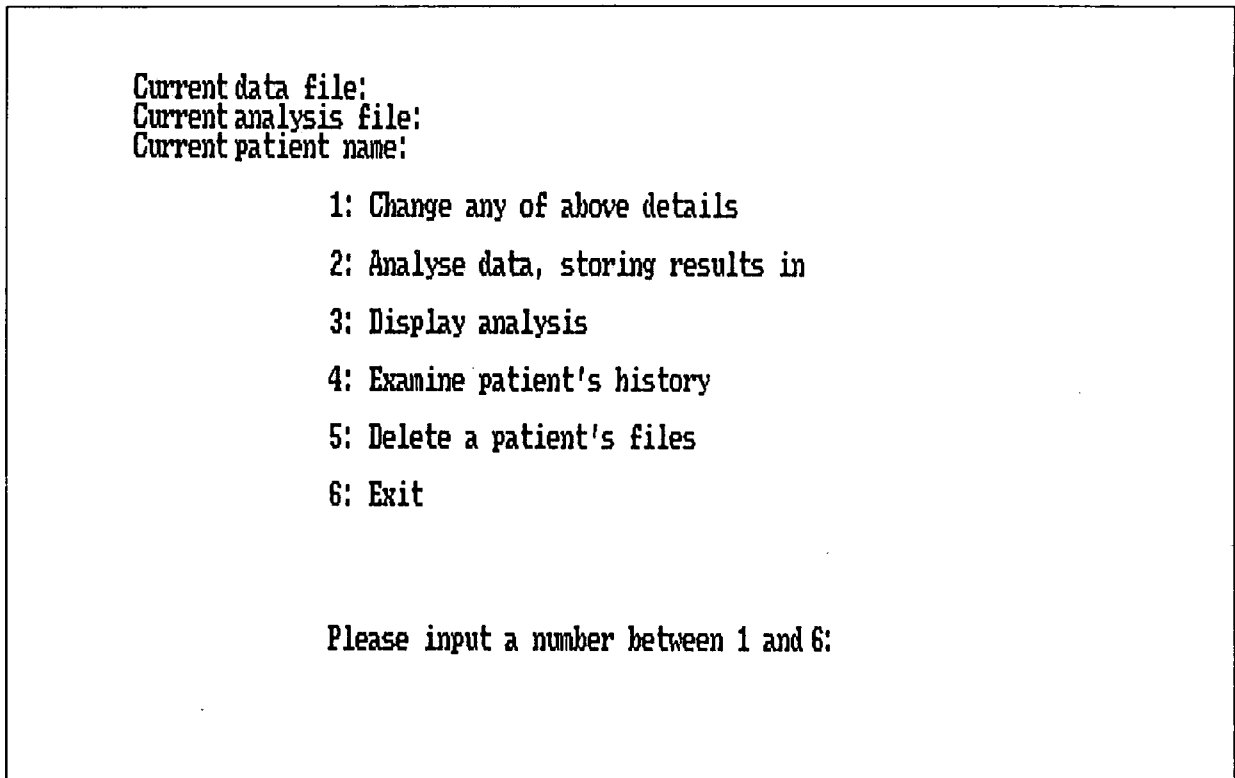 Current data file:
Current analysis file:
Current patient name:
1: Change any of above details
2: Analyse data, storing results in
3: Display analysis
4: Examine patient's history
5: Delete a patient's files
6: Exit
Please input a number between 1 and 6: